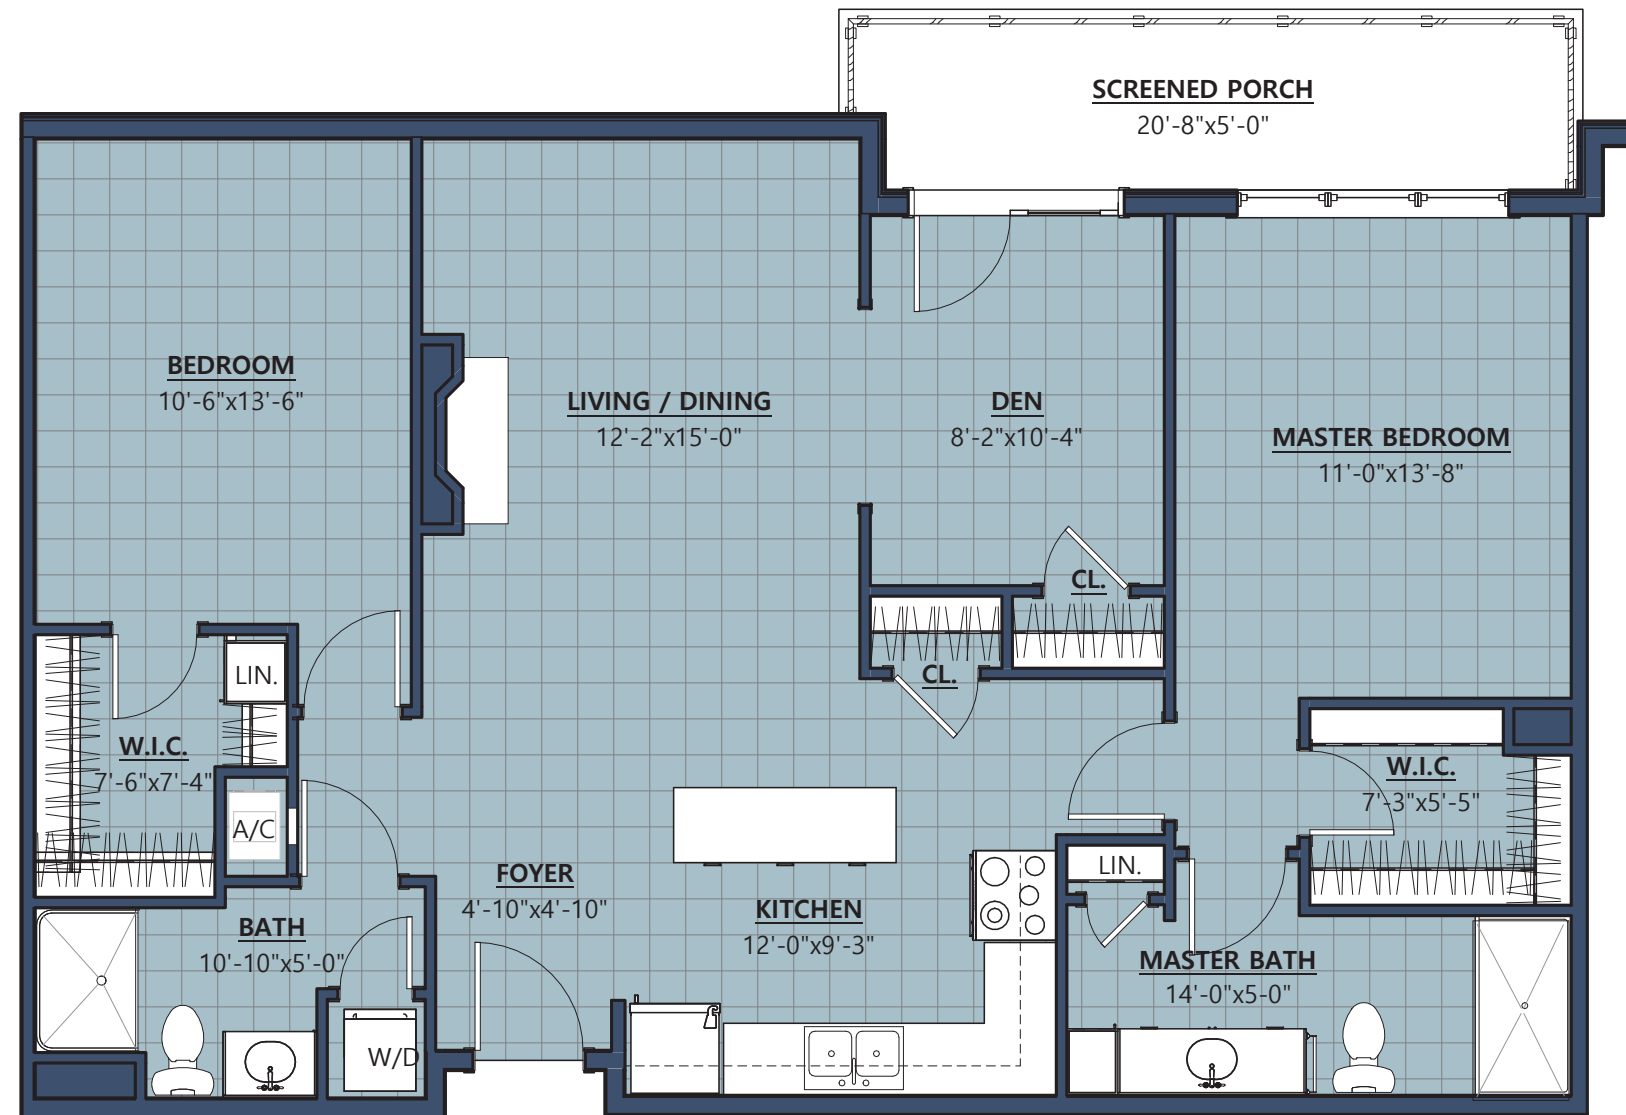 SCREENED PORCH
20'-8"x5'-0"
BEDROOM
10'-6"x13'-6"
LIVING / DINING
12'-2"x15'-0"
DEN
8'-2"x10'-4"
MASTER BEDROOM
11'-0"x13'-8"
CL.
CL.
LIN.
W.I.C.
7'-6"x7'-4"
W.I.C.
7'-3"x5'-5"
A/C
LIN.
FOYER
4'-10"x4'-10"
KITCHEN
12'-0"x9'-3"
BATH
10'-10"x5'-0"
MASTER BATH
14'-0"x5-0"
W/D